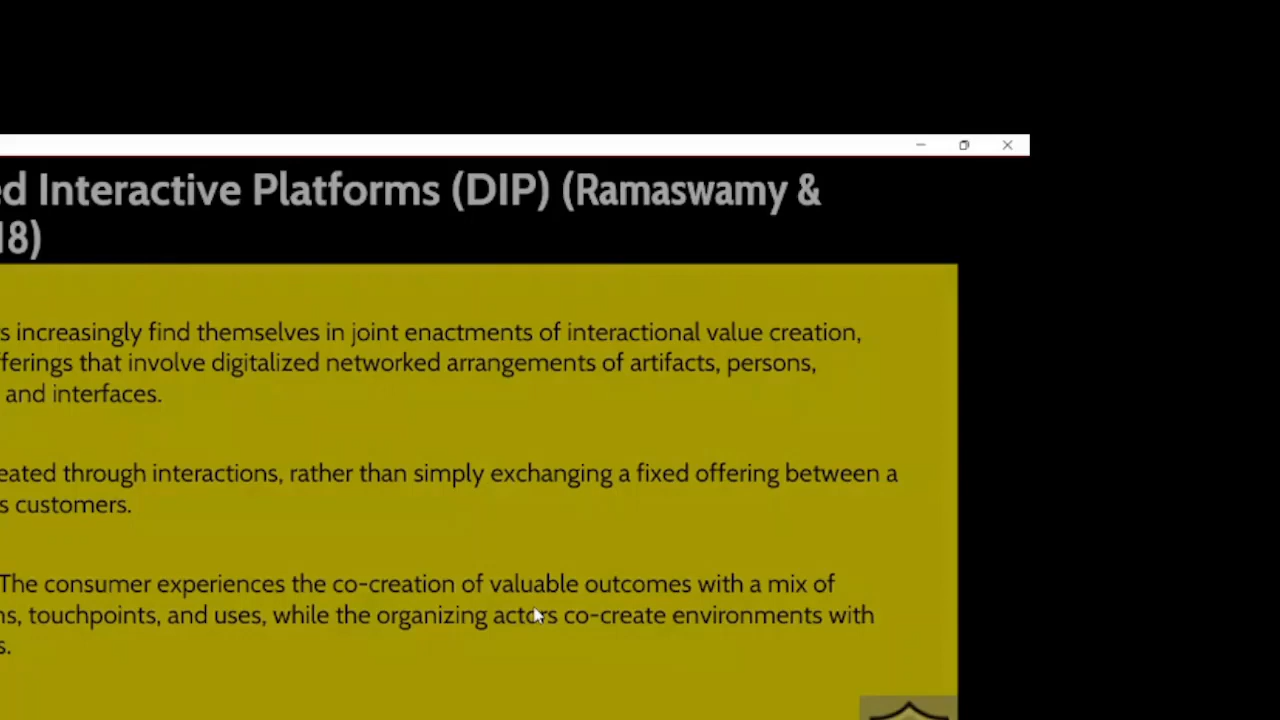 ed Interactive Platforms (DIP) (Ramaswamy &
18)
s increasingly find themselves in joint enactments of interactional value creation,
fferings that involve digitalized networked arrangements of artifacts, persons,
and interfaces.
eated through interactions, rather than simply exchanging a fixed offering between a
s customers.
The consumer experiences the co-creation of valuable outcomes with a mix of
ns, touchpoints, and uses, while the organizing actors co-create environments with
s.